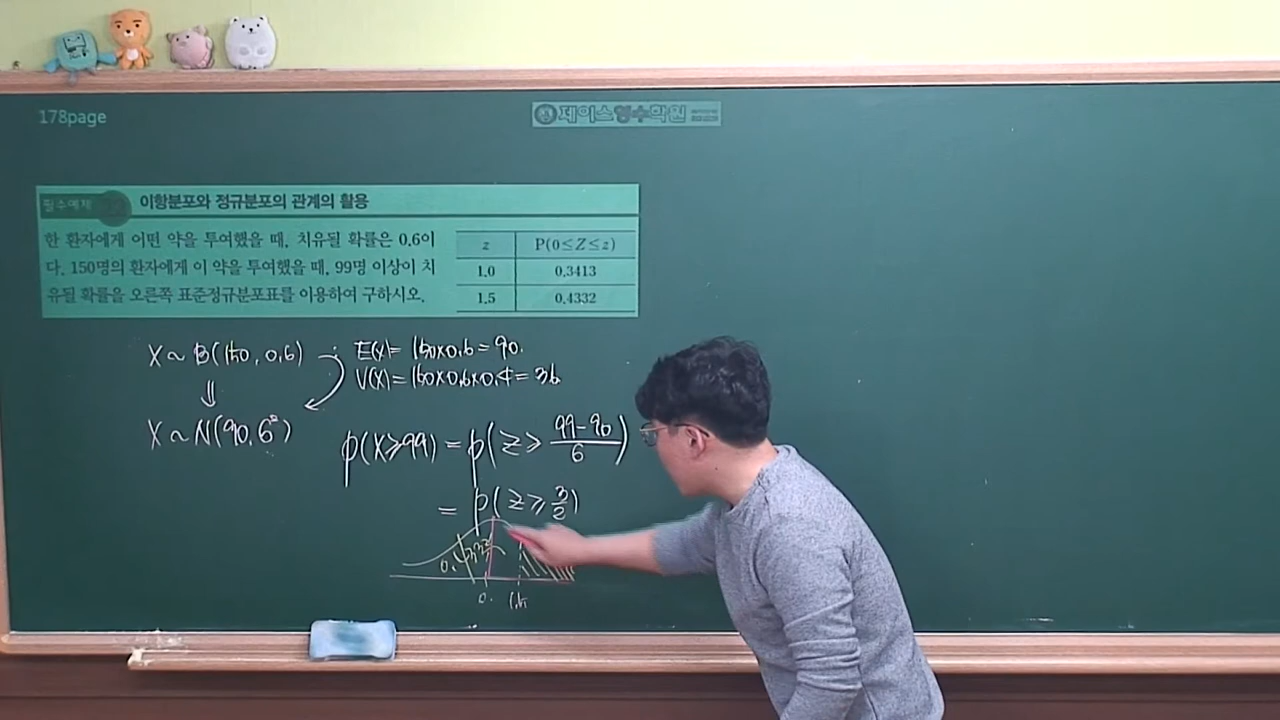 178page
제이스영수학원
필수예제 22 이항분포와 정규분포의 관계의 활용
한 환자에게 어떤 약을 투여했을 때, 치유될 확률은 0.6이
다. 150명의 환자에게 이 약을 투여했을 때, 99명 이상이 치
유될 확률을 오른쪽 표준정규분포표를 이용하여 구하시오.
z P(0≤Z≤z)
1.0 0.3413
1.5 0.4332
X ~ B(150, 0.6)
E(X) = 150×0.6 = 90.
V(X) = 150×0.6×0.4 = 36
⇓
X ~ N(90, 6²)
P(X≥99) = P(Z ≥ (99-90)/6)
= P(Z ≥ 3/2)
0. 1.5